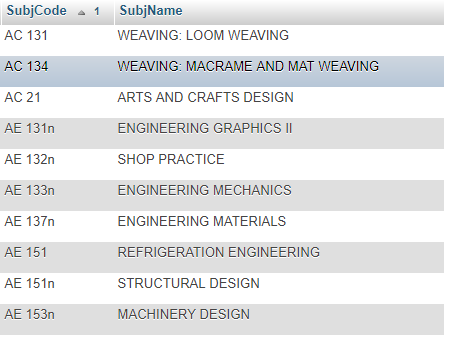 SubjCode 1 SubjName
AC 131 WEAVING: LOOM WEAVING
AC 134 WEAVING: MACRAME AND MAT WEAVING
AC 21 ARTS AND CRAFTS DESIGN
AE 131n ENGINEERING GRAPHICS II
AE 132n SHOP PRACTICE
AE 133n ENGINEERING MECHANICS
AE 137n ENGINEERING MATERIALS
AE 151 REFRIGERATION ENGINEERING
AE 151n STRUCTURAL DESIGN
AE 153n MACHINERY DESIGN